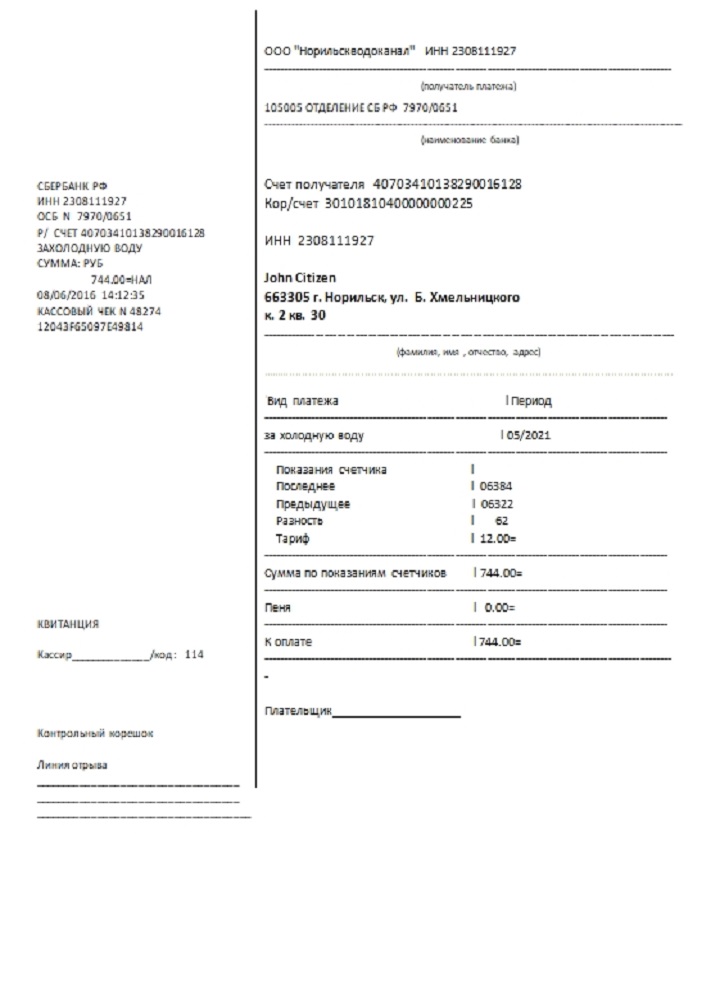 ООО "Норильскводоканал" ИНН 2308111927
(получатель платежа)
105005 ОТДЕЛЕНИЕ СБ РФ 7970/0651
(наименование банка)
СБЕРБАНК РФ
ИНН 2308111927
ОСБ N 7970/0651
Р/ СЧЕТ 40703410138290016128
ЗАХОЛОДНУЮ ВОДУ
СУММА: РУБ
744.00=НАЛ
08/06/2016 14:12:35
КАССОВЫЙ ЧЕК N 48274
12043F65097E49814
Счет получателя 40703410138290016128
Кор/счет 30101810400000000225
ИНН 2308111927
John Citizen
663305 г. Норильск, ул. Б. Хмельницкого
к. 2 кв. 30
(фамилия, имя , отчество, адрес)
Вид платежа | Период
за холодную воду | 05/2021
Показания счетчика |
Последнее | 06384
Предыдущее | 06322
Разность | 62
Тариф | 12.00=
Сумма по показаниям счетчиков | 744.00=
Пеня | 0.00=
К оплате | 744.00=
-
Плательщик____________________
КВИТАНЦИЯ
Кассир______________/код: 114
Контрольный корешок
Линия отрыва